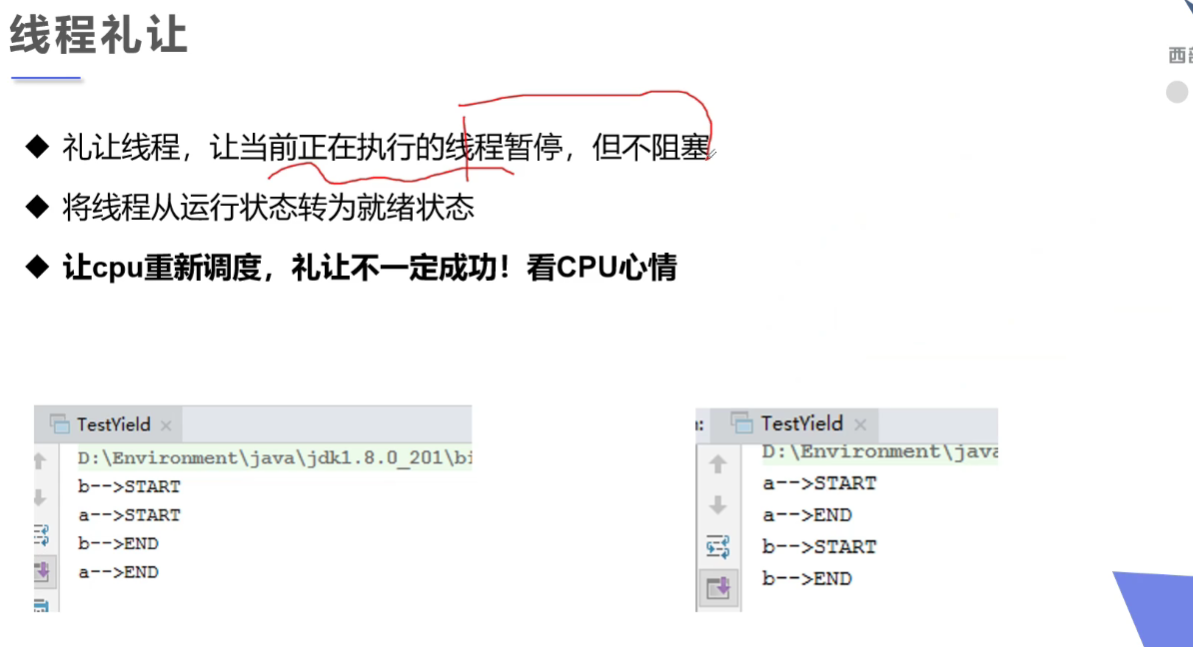 线程礼让
西部
礼让线程，让当前正在执行的线程暂停，但不阻塞
将线程从运行状态转为就绪状态
让cpu重新调度，礼让不一定成功！看CPU心情
TestYield
D:\Environment\java\jdk1.8.0_201\bi
b-->START
a-->START
b-->END
a-->END
TestYield
D:\Environment\java
a-->START
a-->END
b-->START
b-->END